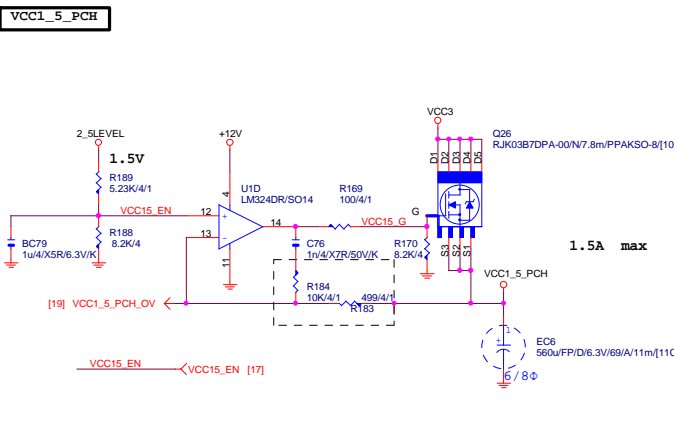 VCC1_5_PCH
VCC3
2_5LEVEL
+12V
Q26
RJK03B7DPA-00/N/7.8m/PPAKSO-8/[10
1.5V
D1
D2
D3
D4
D5
R189
5.23K/4/1
4
U1D
LM324DR/SO14
R169
100/4/1
VCC15_EN
12
+
14
VCC15_G
G
BC79
1u/4/X5R/6.3V/K
R188
8.2K/4
13
-
11
C76
1n/4/X7R/50V/K
R170
8.2K/4
S3
S2
S1
1.5A max
VCC1_5_PCH
R184
10K/4/1
499/4/1
R183
[19] VCC1_5_PCH_OV
1
+
EC6
560u/FP/D/6.3V/69/A/11m/[11
6/8Φ
VCC15_EN
VCC15_EN [17]